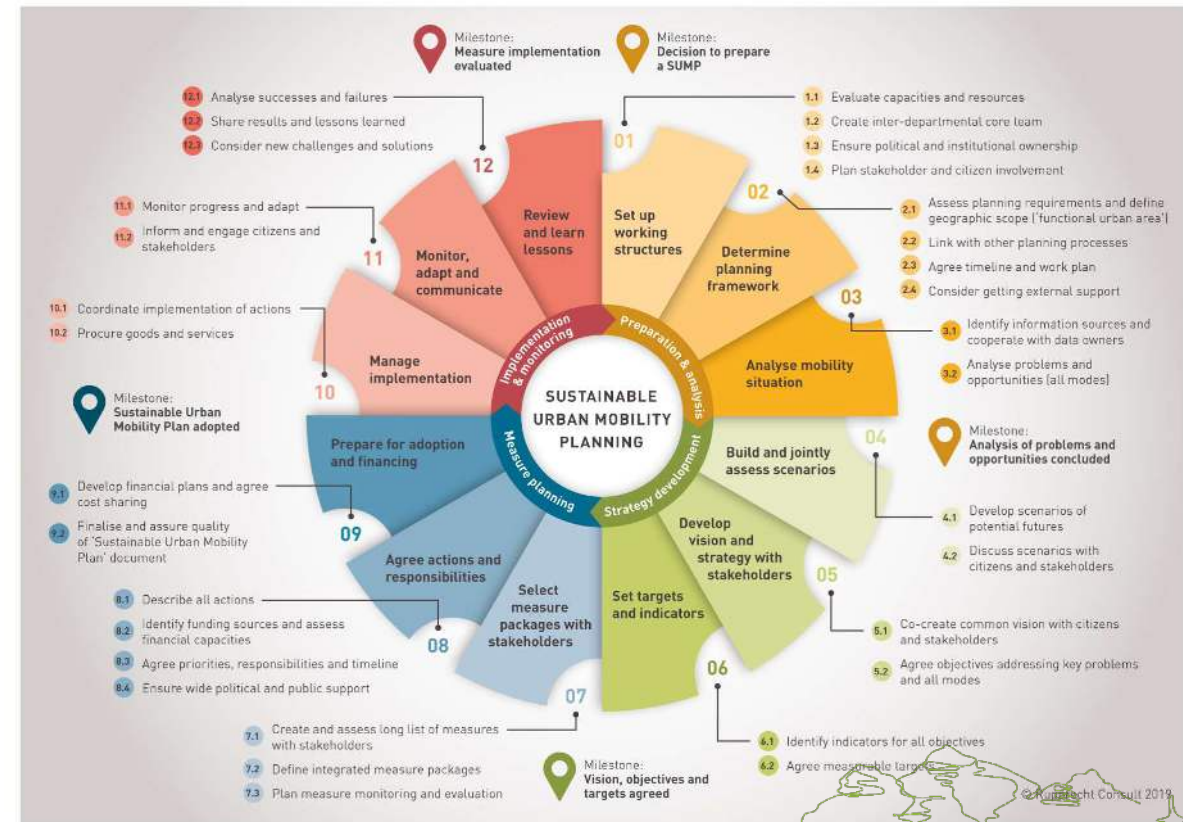 Milestone:
Measure implementation
evaluated
Milestone:
Decision to prepare
a SUMP
12.1 Analyse successes and failures
12.2 Share results and lessons learned
12.3 Consider new challenges and solutions
1.1 Evaluate capacities and resources
1.2 Create inter-departmental core team
1.3 Ensure political and institutional ownership
1.4 Plan stakeholder and citizen involvement
11.1 Monitor progress and adapt
11.2 Inform and engage citizens and
stakeholders
2.1 Assess planning requirements and define
geographic scope ('functional urban area')
2.2 Link with other planning processes
2.3 Agree timeline and work plan
2.4 Consider getting external support
10.1 Coordinate implementation of actions
10.2 Procure goods and services
3.1 Identify information sources and
cooperate with data owners
3.2 Analyse problems and
opportunities (all modes)
Milestone:
Sustainable Urban
Mobility Plan adopted
Milestone:
Analysis of problems and
opportunities concluded
01
Set up
working
structures
02
Determine
planning
framework
03
Analyse mobility
situation
04
Build and jointly
assess scenarios
05
Develop
vision and
strategy with
stakeholders
06
Set targets
and indicators
07
Select
measure
packages with
stakeholders
08
Agree actions and
responsibilities
09
Prepare for adoption
and financing
10
Manage
implementation
11
Monitor,
adapt and
communicate
12
Review
and learn
lessons
Preparation & analysis
Strategy development
Measure planning
Implementation
& monitoring
SUSTAINABLE
URBAN MOBILITY
PLANNING
9.1 Develop financial plans and agree
cost sharing
9.2 Finalise and assure quality
of 'Sustainable Urban Mobility
Plan' document
4.1 Develop scenarios of
potential futures
4.2 Discuss scenarios with
citizens and stakeholders
8.1 Describe all actions
8.2 Identify funding sources and assess
financial capacities
8.3 Agree priorities, responsibilities and timeline
8.4 Ensure wide political and public support
5.1 Co-create common vision with citizens
and stakeholders
5.2 Agree objectives addressing key problems
and all modes
7.1 Create and assess long list of measures
with stakeholders
7.2 Define integrated measure packages
7.3 Plan measure monitoring and evaluation
Milestone:
Vision, objectives and
targets agreed
6.1 Identify indicators for all objectives
6.2 Agree measurable targets
© Rupprecht Consult 2019